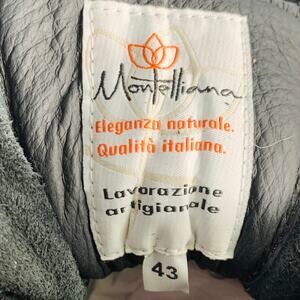 Montelliana
Eleganza naturale.
Qualità italiana.
Lavorazione
artigianale
43